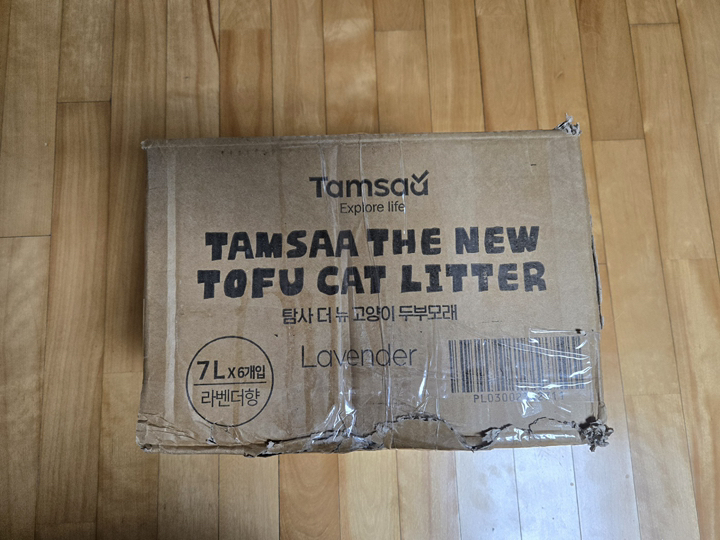 Tamsaa
Explore life
TAMSAA THE NEW
TOFU CAT LITTER
탐사 더 뉴 고양이 두부모래
Lavender
7L x 6개입
라벤더향